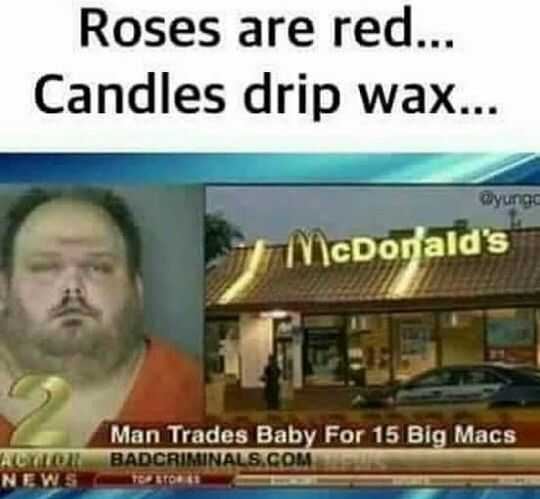 Roses are red...
Candles drip wax...
@yungc
McDonald's
2
Man Trades Baby For 15 Big Macs
ACTION
BADCRIMINALS.COM
NEWS
TOP STORIES